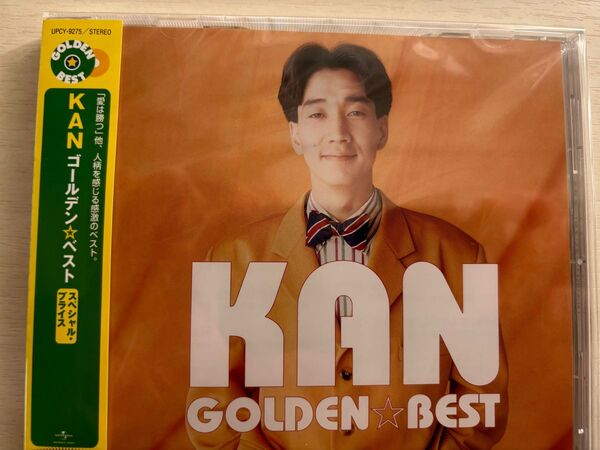 UPCY-9275/STEREO
GOLDEN
BEST
KAN ゴールデン☆ベスト
スペシャル・
プライス
「愛は勝つ」他、人柄を感じる感激のベスト。
KAN
GOLDEN☆BEST